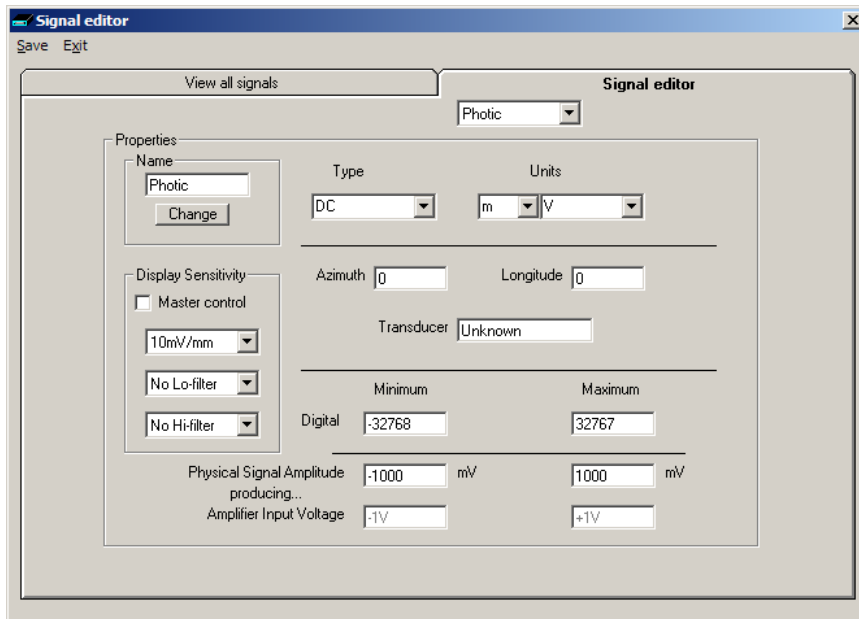 Signal editor
Save Exit
View all signals
Signal editor
Photic
Properties
Name
Photic
Change
Type
Units
DC
m
V
Display Sensitivity
Master control
10mV/mm
No Lo-filter
No Hi-filter
Azimuth 0
Longitude 0
Transducer Unknown
Minimum
Maximum
Digital -32768 32767
Physical Signal Amplitude -1000 mV 1000 mV
producing...
Amplifier Input Voltage -1V +1V